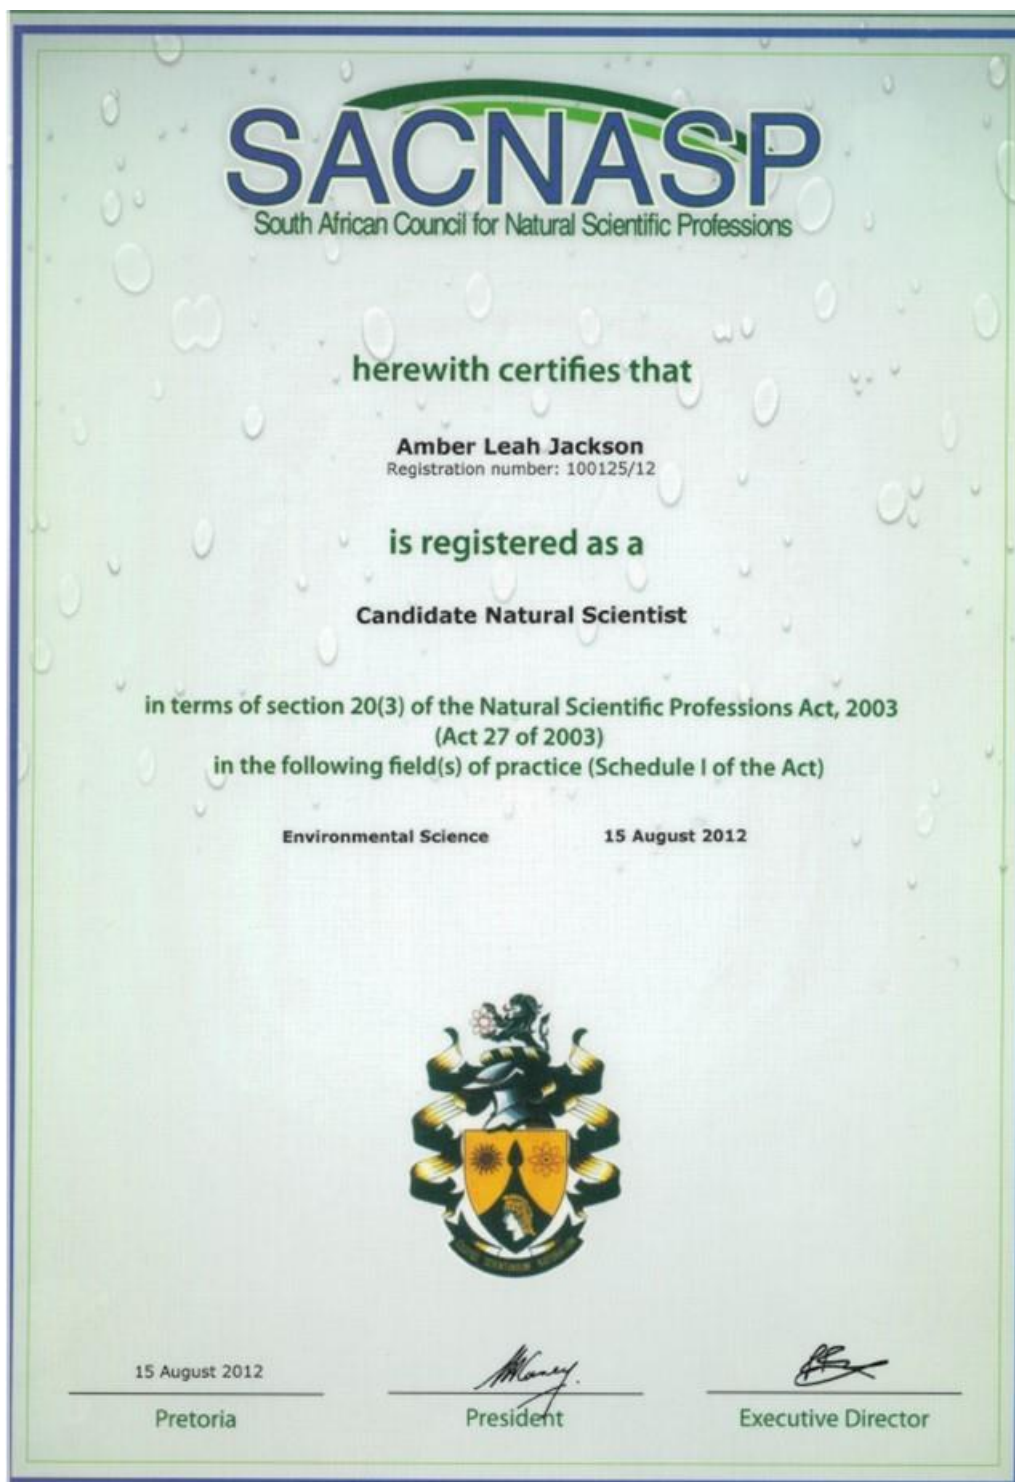 SACNASP
South African Council for Natural Scientific Professions
herewith certifies that
Amber Leah Jackson
Registration number: 100125/12
is registered as a
Candidate Natural Scientist
in terms of section 20(3) of the Natural Scientific Professions Act, 2003
(Act 27 of 2003)
in the following field(s) of practice (Schedule I of the Act)
Environmental Science 15 August 2012
15 August 2012
Pretoria President Executive Director